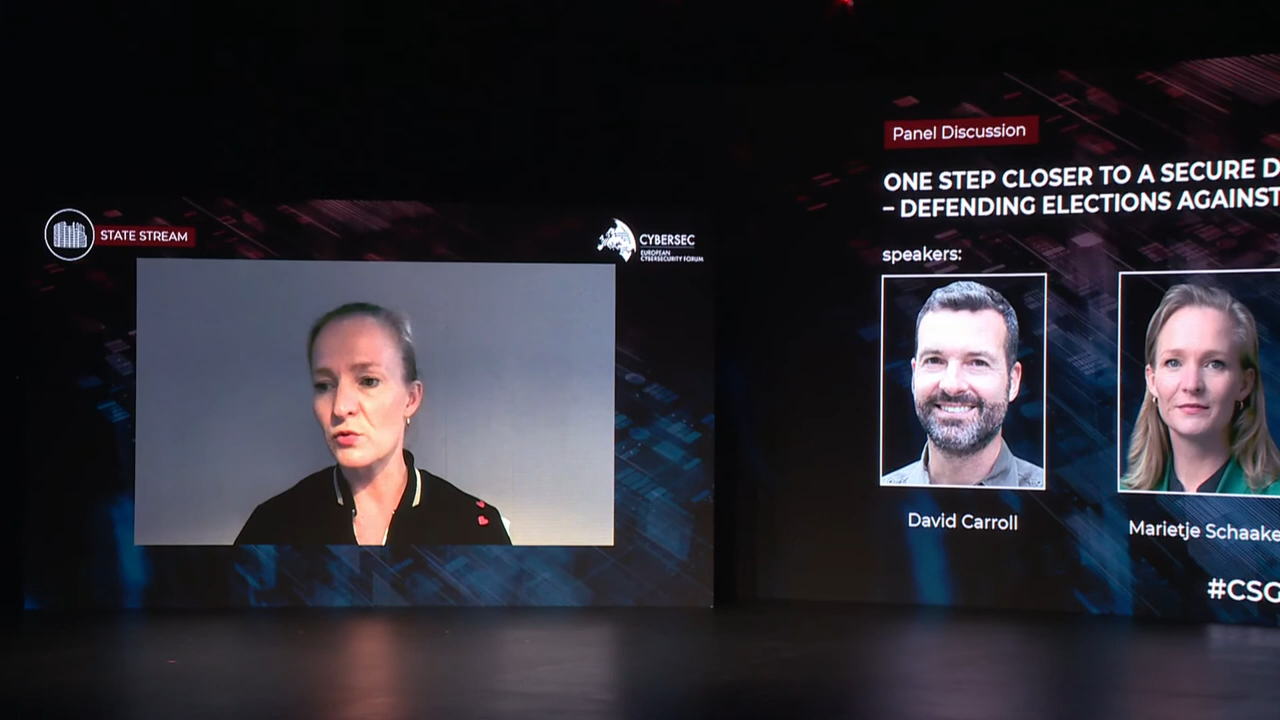 STATE STREAM
CYBERSEC
EUROPEAN
CYBERSECURITY FORUM
Panel Discussion
ONE STEP CLOSER TO A SECURE D
– DEFENDING ELECTIONS AGAINST
speakers:
David Carroll
Marietje Schaake
#CSG